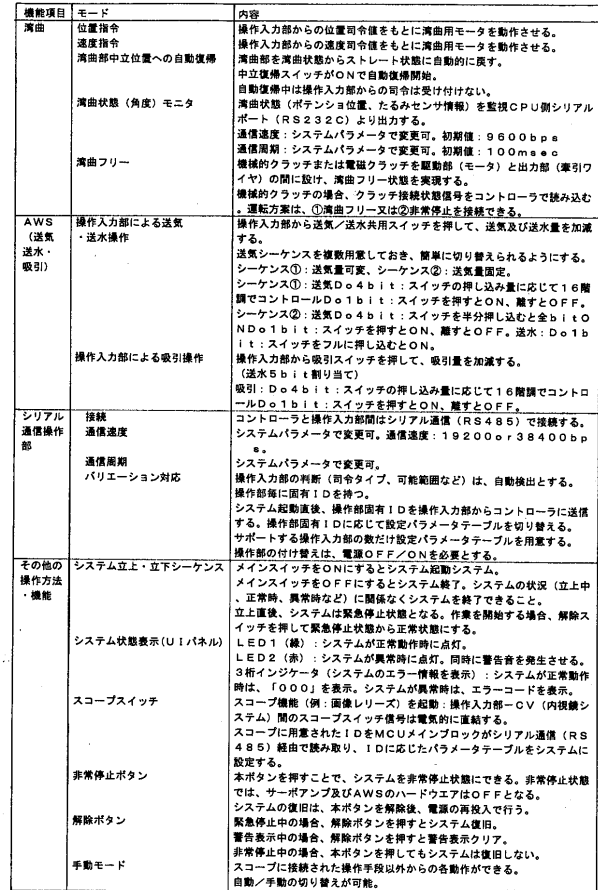 機能項目 モード 内容
湾曲 位置指令 操作入力部からの位置司令値をもとに湾曲用モータを動作させる。
速度指令 操作入力部からの速度司令値をもとに湾曲用モータを動作させる。
湾曲部中立位置への自動復帰 湾曲部を湾曲状態からストレート状態に自動的に戻す。
中立復帰スイッチがONで自動復帰開始。
自動復帰中は操作入力部からの司令は受け付けない。
湾曲状態（角度）モニタ 湾曲状態（ポテンショ位置、たるみセンサ情報）を監視CPU側シリアル
ポート（RS232C）より出力する。
通信速度：システムパラメータで変更可。初期値：9600bps
通信周期：システムパラメータで変更可。初期値：100msec
湾曲フリー 機械的クラッチまたは電磁クラッチを駆動部（モータ）と出力部（牽引ワ
イヤ）の間に設け、湾曲フリー状態を実現する。
機械的クラッチの場合、クラッチ接続状態信号をコントローラで読み込む
。運転方案は、①湾曲フリー又は②非常停止を接続できる。
AWS 操作入力部による送気 操作入力部から送気／送水共用スイッチを押して、送気及び送水量を加減
（送気 ・送水操作 する。
送水・ 送気シーケンスを複数用意しておき、簡単に切り替えられるようにする。
吸引） シーケンス①：送気量可変、シーケンス②：送気量固定。
シーケンス①：送気Do4bit：スイッチの押し込み量に応じて16階
調でコントロールDo1bit：スイッチを押すとON、離すとOFF。
シーケンス②：送気Do4bit：スイッチを半分押し込むと全bitO
NDo1bit：スイッチを押すとON、離すとOFF。送水：Do1b
it：スイッチをフルに押し込むとON。
操作入力部による吸引操作 操作入力部から吸引スイッチを押して、吸引量を加減する。
（送水5bit割り当て）
吸引：Do4bit：スイッチの押し込み量に応じて16階調でコントロ
ールDo1bit：スイッチを押すとON、離すとOFF。
シリアル 接続 コントローラと操作入力部間はシリアル通信（RS485）で接続する。
通信操作 通信速度 システムパラメータで変更可。通信速度：19200or38400bp
部 s。
通信周期 システムパラメータで変更可。
バリエーション対応 操作入力部の判断（司令タイプ、可能範囲など）は、自動検出とする。
操作部毎に固有IDを持つ。
システム起動直後、操作部固有IDを操作入力部からコントローラに送信
する。操作部固有IDに応じて設定パラメータテーブルを切り替える。
サポートする操作入力部の数だけ設定パラメータテーブルを用意する。
操作部の付け替えは、電源OFF／ONを必要とする。
その他の システム立上・立下シーケンス メインスイッチをONにするとシステム起動システム。
操作方法 メインスイッチをOFFにするとシステム終了。システムの状況（立上中
・機能 、正常時、異常時など）に関係なくシステムを終了できること。
立上直後、システムは緊急停止状態となる。作業を開始する場合、解除ス
イッチを押して緊急停止状態から正常状態にする。
システム状態表示（UIパネル） LED1（緑）：システムが正常動作時に点灯。
LED2（赤）：システムが異常時に点灯。同時に警告音を発生させる。
3桁インジケータ（システムのエラー情報を表示）：システムが正常動作
時は、「000」を表示。システムが異常時は、エラーコードを表示。
スコープスイッチ スコープ機能（例：画像レリーズ）を起動：操作入力部－CV（内視鏡シ
ステム）間のスコープスイッチ信号は電気的に直結する。
スコープに用意されたIDをMCUメインブロックがシリアル通信（RS
485）経由で読み取り、IDに応じたパラメータテーブルをシステムに
設定する。
非常停止ボタン 本ボタンを押すことで、システムを非常停止状態にできる。非常停止状態
では、サーボアンプ及びAWSのハードウエアはOFFとなる。
システムの復旧は、本ボタンを解除後、電源の再投入で行う。
解除ボタン 緊急停止中の場合、解除ボタンを押すとシステム復旧。
警告表示中の場合、解除ボタンを押すと警告表示クリア。
非常停止中の場合、本ボタンを押してもシステムは復旧しない。
手動モード スコープに接続された操作手段以外からの各動作ができる。
自動／手動の切り替えが可能。